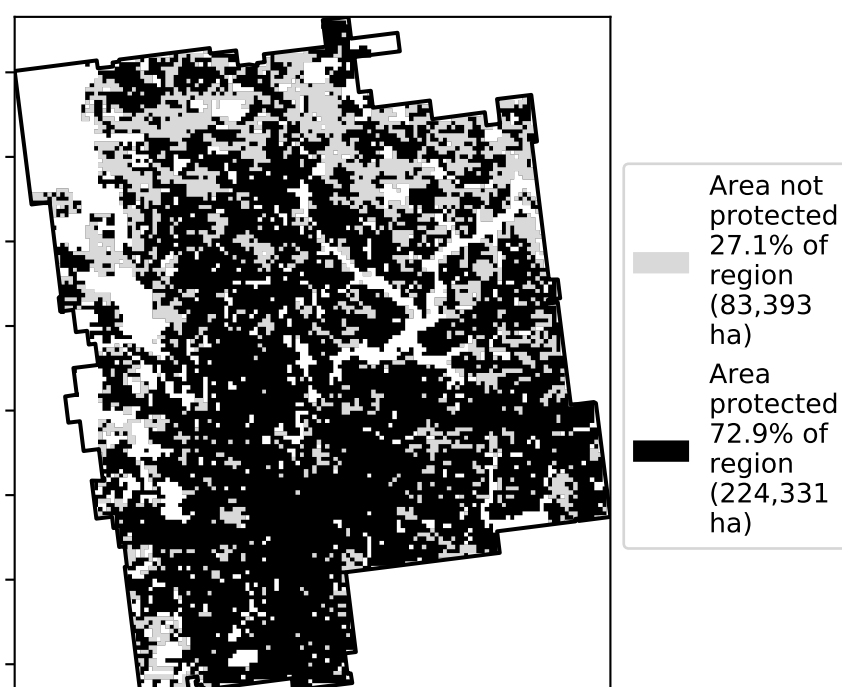 Area not
protected
27.1% of
region
(83,393
ha)
Area
protected
72.9% of
region
(224,331
ha)